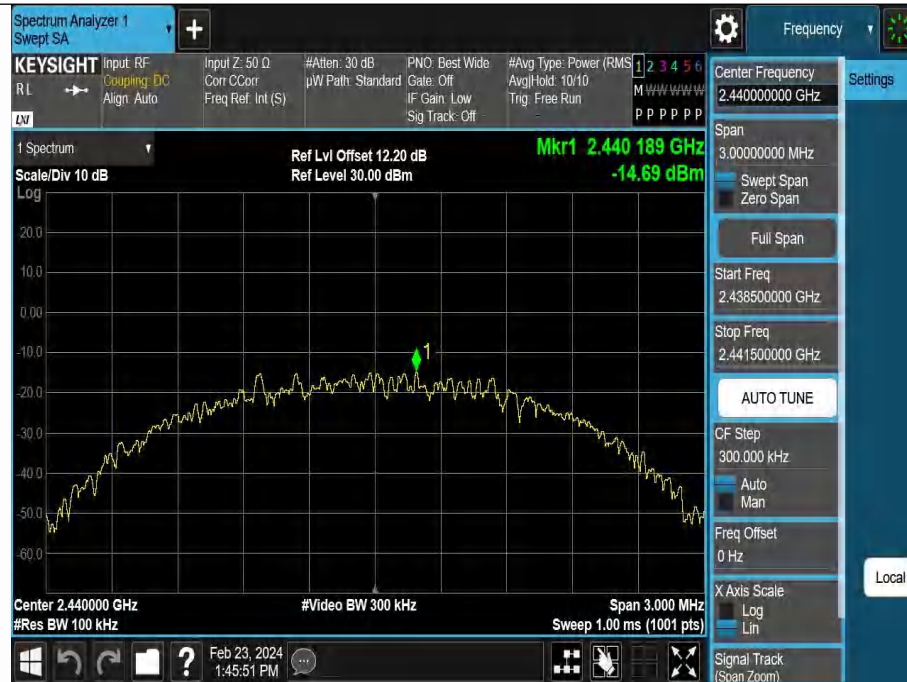 Spectrum Analyzer 1
Swept SA
+
Frequency
KEYSIGHT
RL
LXI
Input: RF
Coupling: DC
Align: Auto
Input Z: 50 Ω
Corr CCorr
Freq Ref: Int (S)
#Atten: 30 dB
µW Path: Standard
PNO: Best Wide
Gate: Off
IF Gain: Low
Sig Track: Off
#Avg Type: Power (RMS
Avg|Hold: 10/10
Trig: Free Run
1 2 3 4 5 6
M W W W W W
P P P P P P
1 Spectrum
Scale/Div 10 dB
Ref Lvl Offset 12.20 dB
Ref Level 30.00 dBm
Mkr1 2.440 189 GHz
-14.69 dBm
Log
20.0
10.0
0.00
-10.0
-20.0
-30.0
-40.0
-50.0
-60.0
1
Center 2.440000 GHz
#Res BW 100 kHz
#Video BW 300 kHz
Span 3.000 MHz
Sweep 1.00 ms (1001 pts)
Center Frequency
2.440000000 GHz
Settings
Span
3.00000000 MHz
Swept Span
Zero Span
Full Span
Start Freq
2.438500000 GHz
Stop Freq
2.441500000 GHz
AUTO TUNE
CF Step
300.000 kHz
Auto
Man
Freq Offset
0 Hz
Local
X Axis Scale
Log
Lin
Signal Track
(Span Zoom)
?
Feb 23, 2024
1:45:51 PM